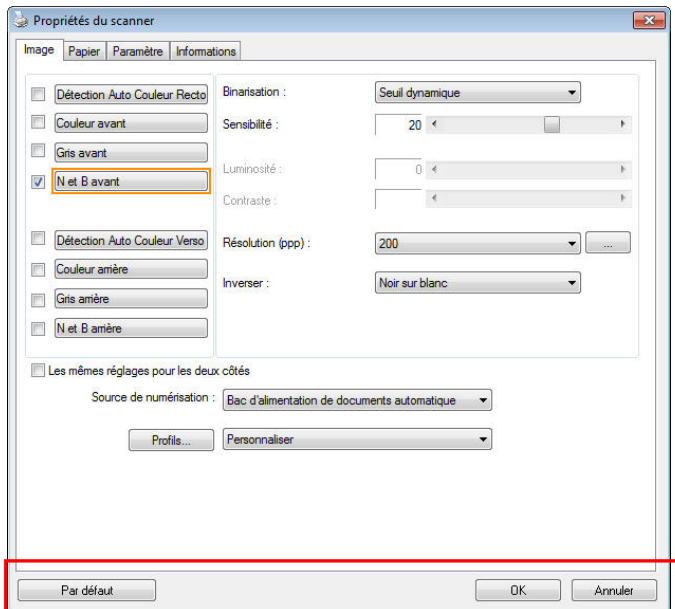 Propriétés du scanner
Image Papier Paramètre Informations
Détection Auto Couleur Recto
Couleur avant
Gris avant
N et B avant
Détection Auto Couleur Verso
Couleur arrière
Gris arrière
N et B arrière
Binarisation : Seuil dynamique
Sensibilité : 20
Luminosité : 0
Contraste :
Résolution (ppp) : 200 ...
Inverser : Noir sur blanc
Les mêmes réglages pour les deux côtés
Source de numérisation : Bac d'alimentation de documents automatique
Profils... Personnaliser
Par défaut OK Annuler